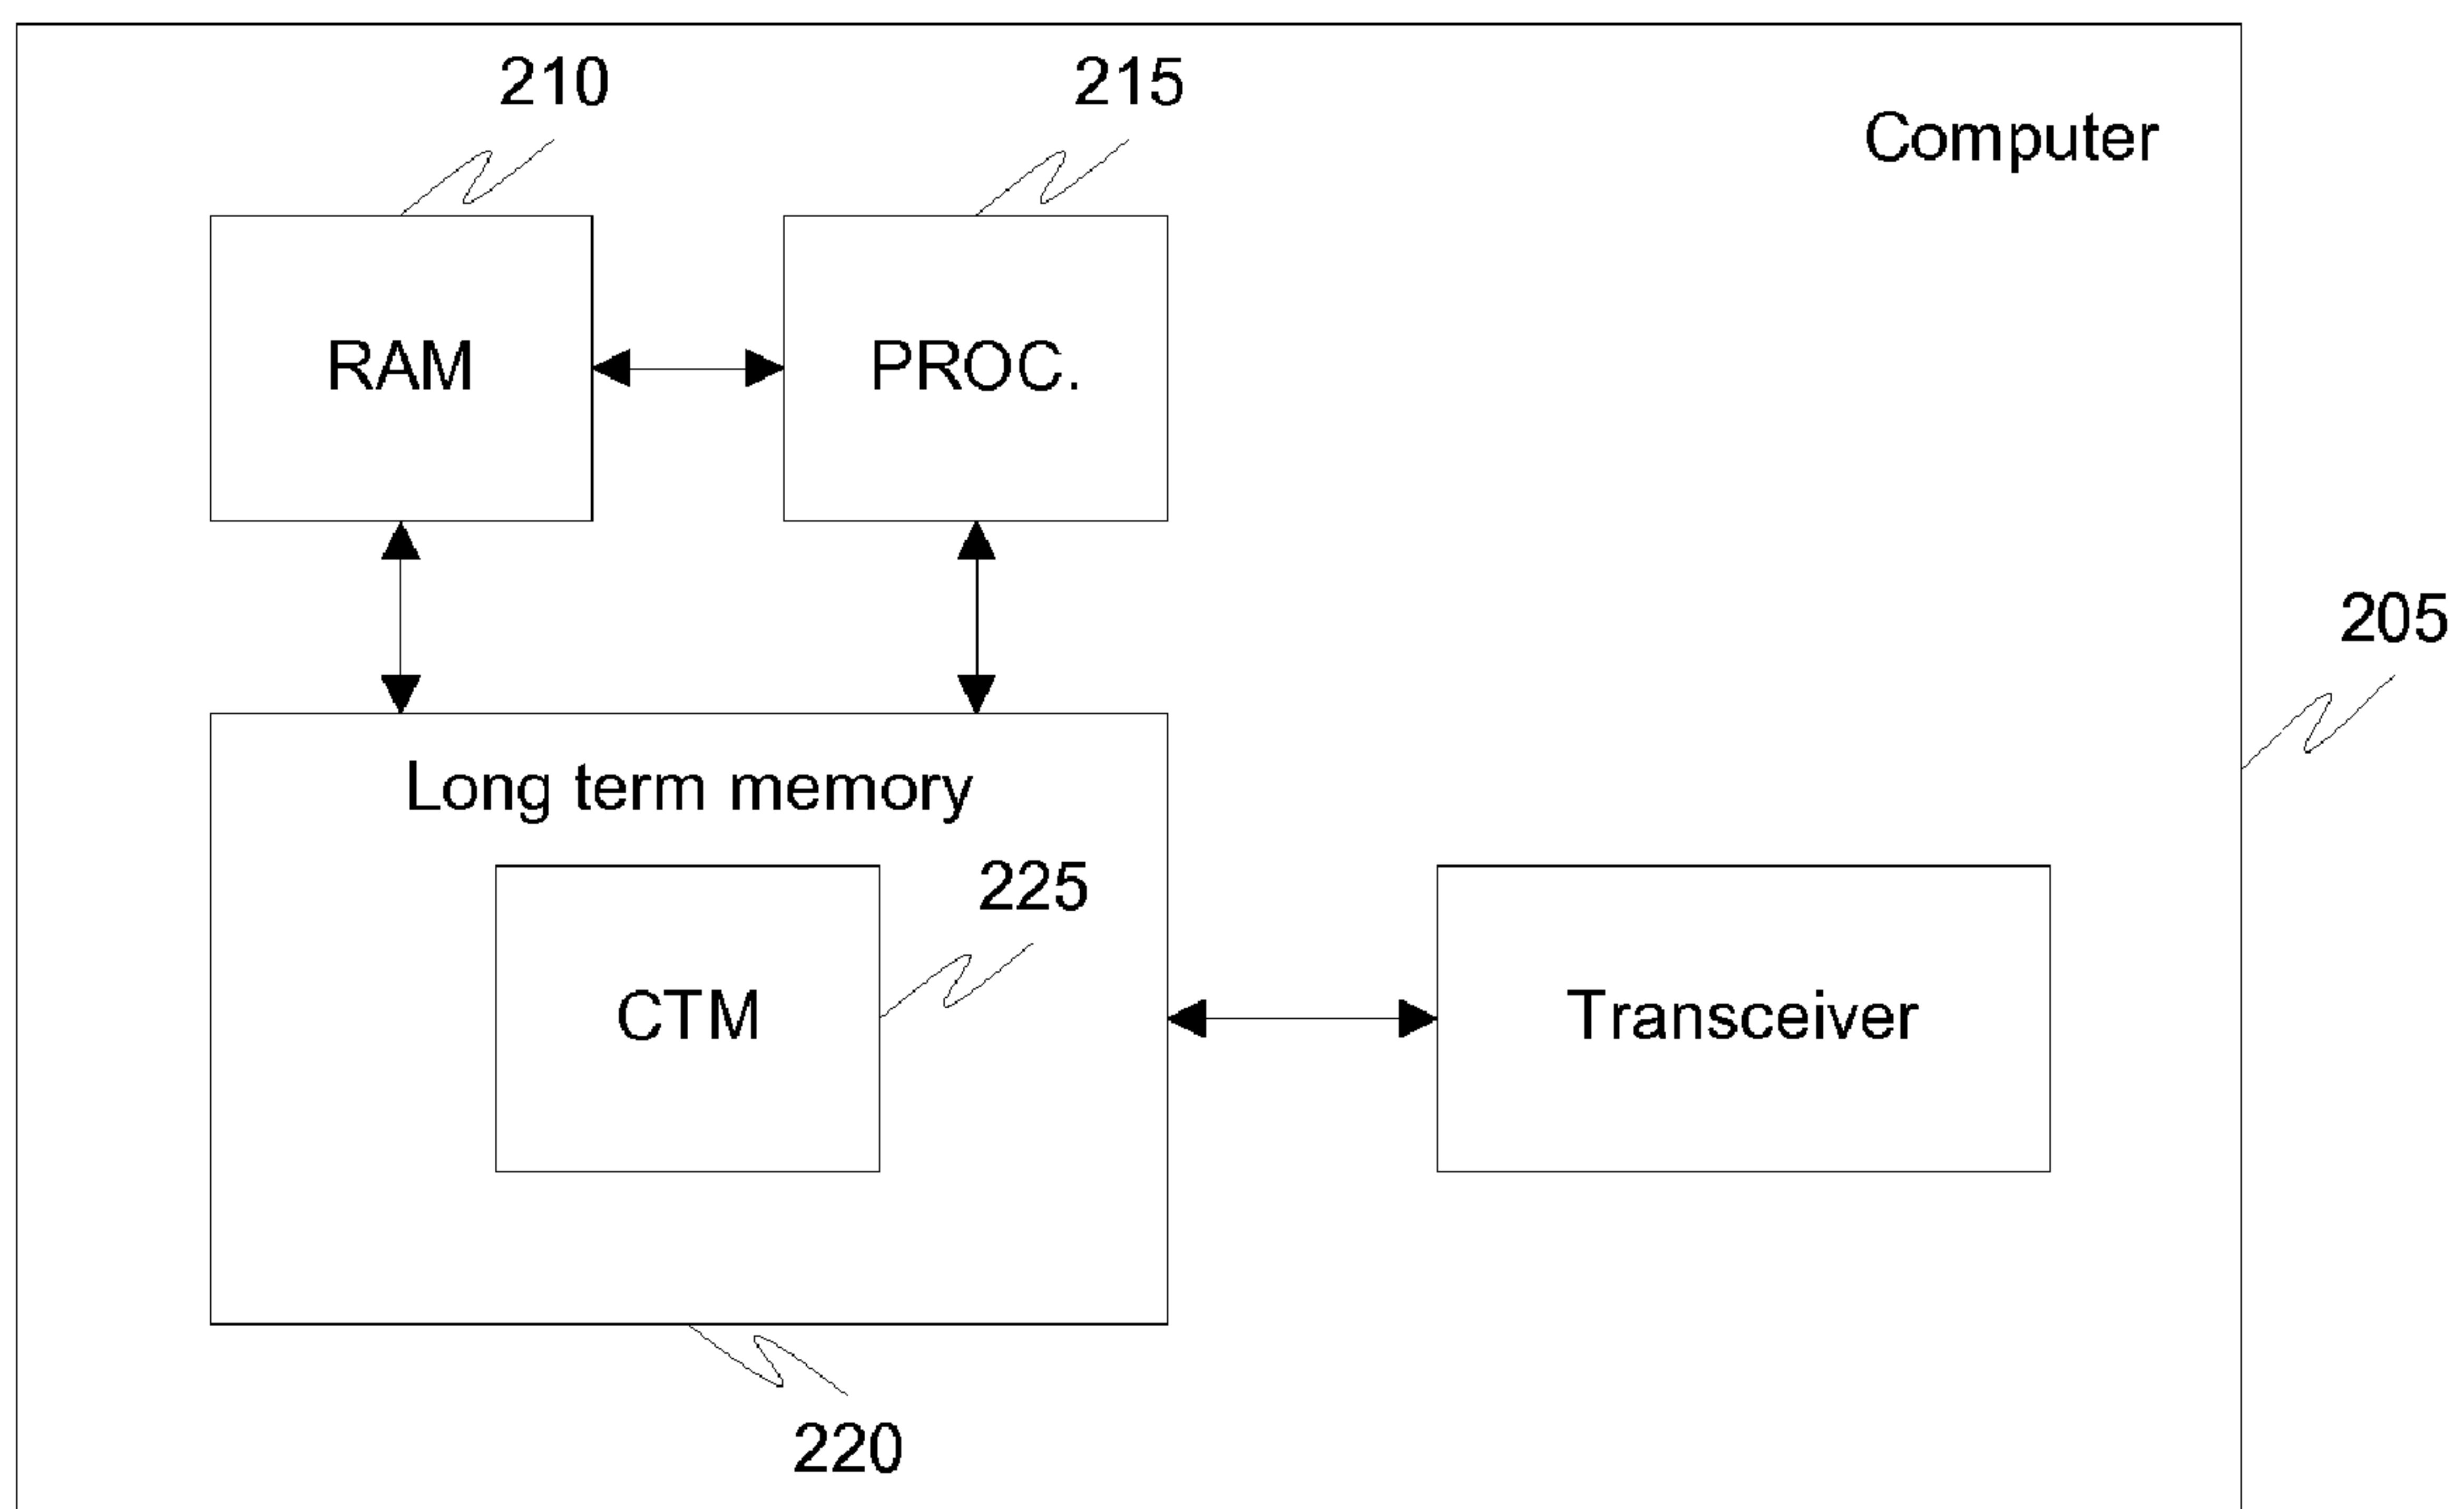 210
215
Computer
RAM
PROC.
205
Long term memory
225
CTM
Transceiver
220